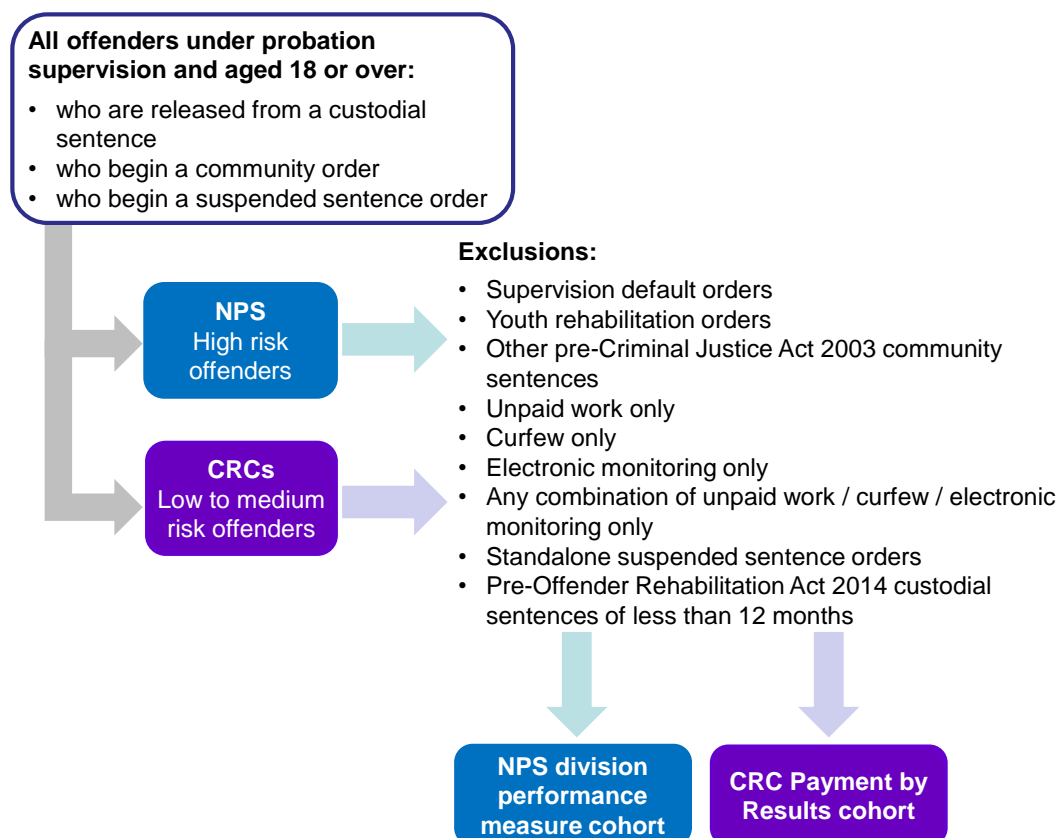 All offenders under probation
supervision and aged 18 or over:
• who are released from a custodial
sentence
• who begin a community order
• who begin a suspended sentence order
NPS
High risk
offenders
CRCs
Low to medium
risk offenders
Exclusions:
• Supervision default orders
• Youth rehabilitation orders
• Other pre-Criminal Justice Act 2003 community
sentences
• Unpaid work only
• Curfew only
• Electronic monitoring only
• Any combination of unpaid work / curfew / electronic
monitoring only
• Standalone suspended sentence orders
• Pre-Offender Rehabilitation Act 2014 custodial
sentences of less than 12 months
NPS division
performance
measure cohort
CRC Payment by
Results cohort